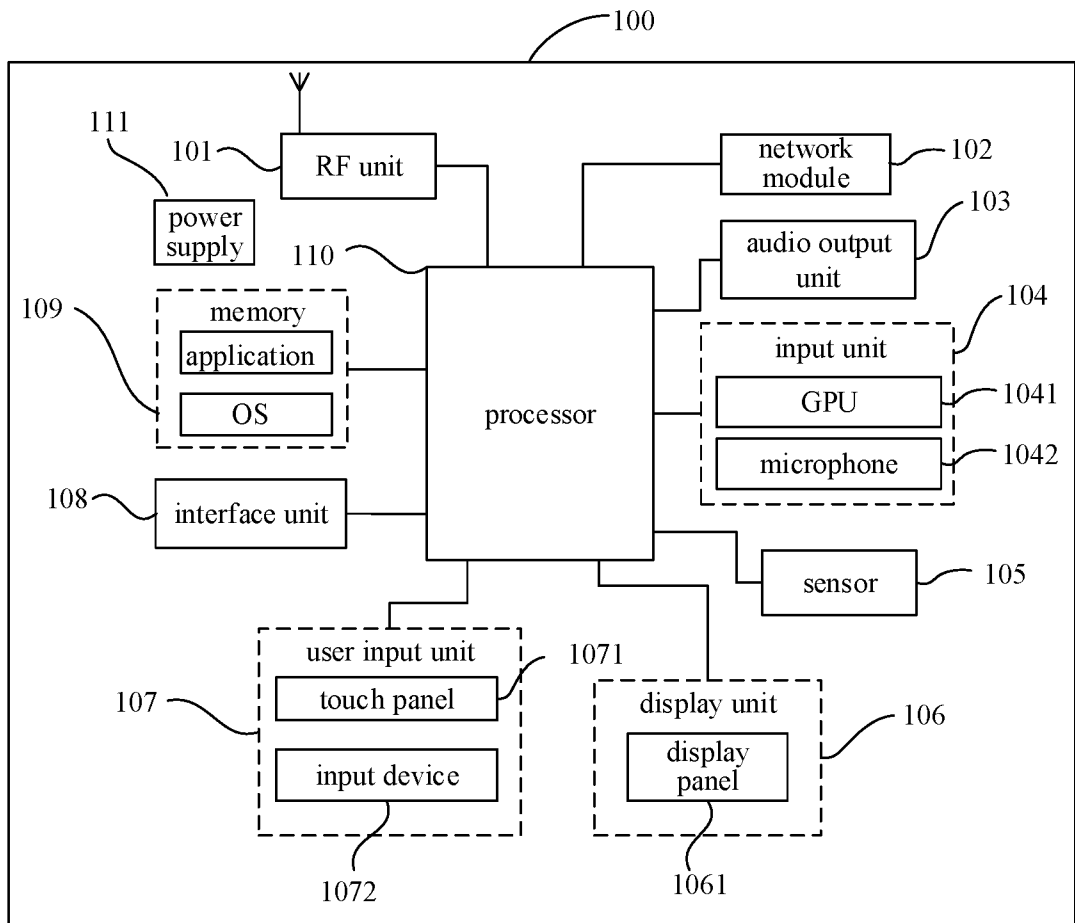 100
111
101
RF unit
network
module
102
power
supply
110
audio output
unit
103
109
memory
application
OS
processor
104
input unit
GPU
1041
microphone
1042
108
interface unit
sensor
105
user input unit
1071
touch panel
107
input device
1072
display unit
106
display
panel
1061